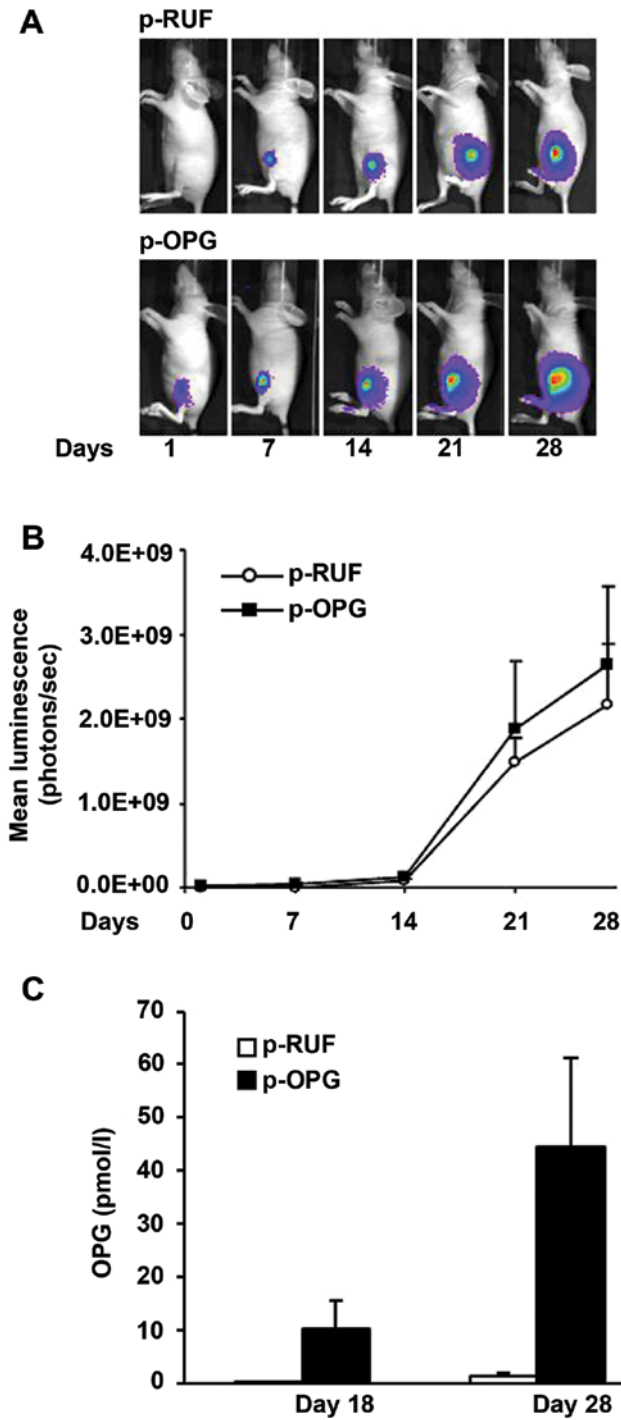 A
p-RUF
p-OPG
Days 1 7 14 21 28
B
4.0E+09
3.0E+09
2.0E+09
1.0E+09
0.0E+00
Mean luminescence
(photons/sec)
p-RUF
p-OPG
Days 0 7 14 21 28
C
70
60
50
40
30
20
10
0
OPG (pmol/l)
p-RUF
p-OPG
Day 18 Day 28